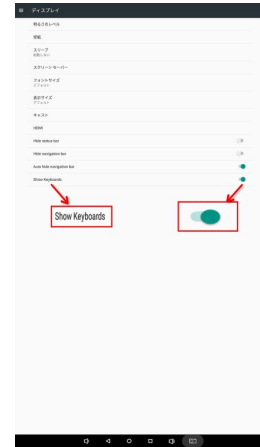 ディスプレイ
明るさのレベル
壁紙
スリープ
スクリーンセーバー
フォントサイズ
デフォルト
表示サイズ
デフォルト
キャスト
HDMI
Hide status bar
Hide navigation bar
Auto hide navigation bar
Show Keyboards
Show Keyboards